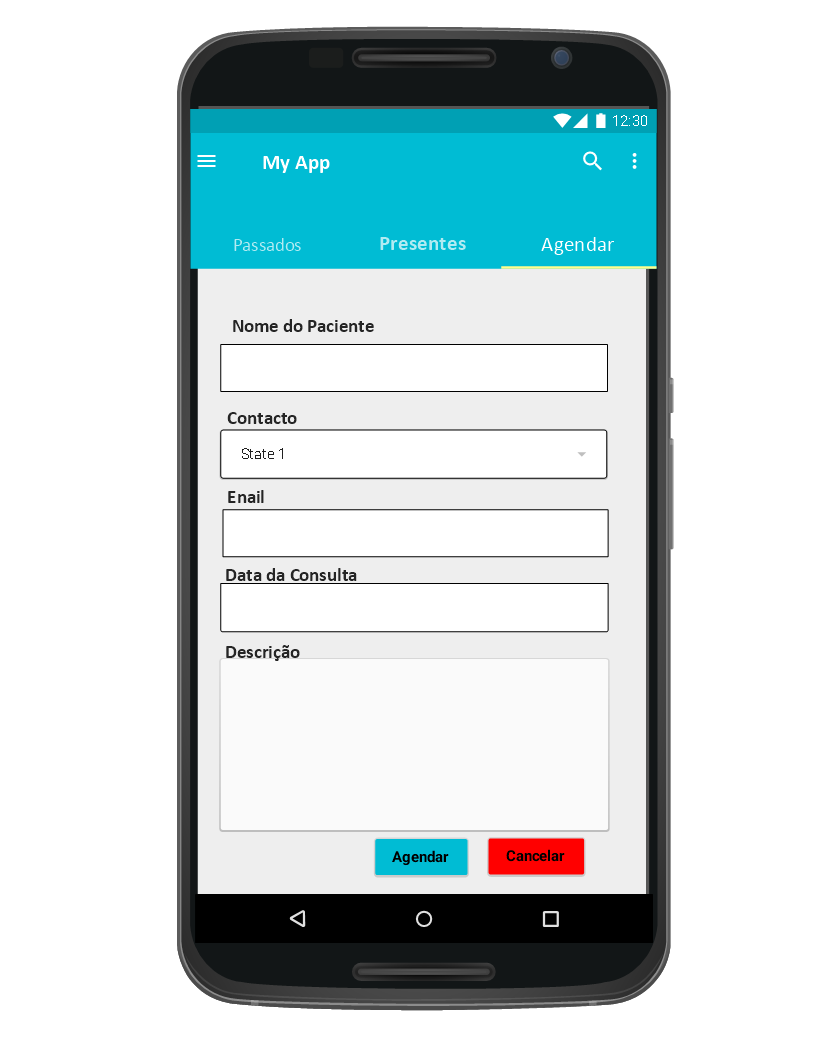 12:30
My App
Passados Presentes Agendar
Nome do Paciente
Contacto
State 1
Enail
Data da Consulta
Descrição
Agendar Cancelar